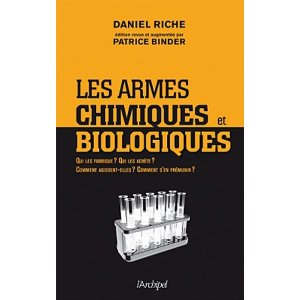 DANIEL RICHE
édition revue et augmentée par
PATRICE BINDER
LES ARMES
CHIMIQUES et
BIOLOGIQUES
QUI LES FABRIQUE ? QUI LES ACHÈTE ?
COMMENT AGISSENT-ELLES ? COMMENT S'EN PRÉMUNIR ?
l'Archipel